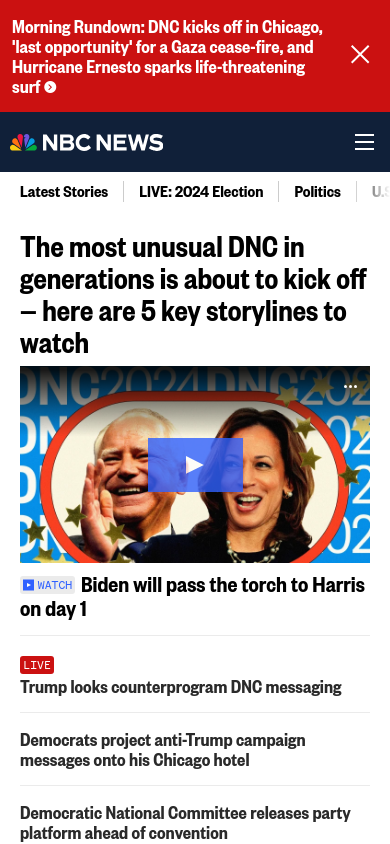 Morning Rundown: DNC kicks off in Chicago,
'last opportunity' for a Gaza cease-fire, and
Hurricane Ernesto sparks life-threatening
surf
NBC NEWS
Latest Stories
LIVE: 2024 Election
Politics
U.S
The most unusual DNC in
generations is about to kick off
– here are 5 key storylines to
watch
DNC2024DNC202
WATCH Biden will pass the torch to Harris
on day 1
LIVE
Trump looks counterprogram DNC messaging
Democrats project anti-Trump campaign
messages onto his Chicago hotel
Democratic National Committee releases party
platform ahead of convention